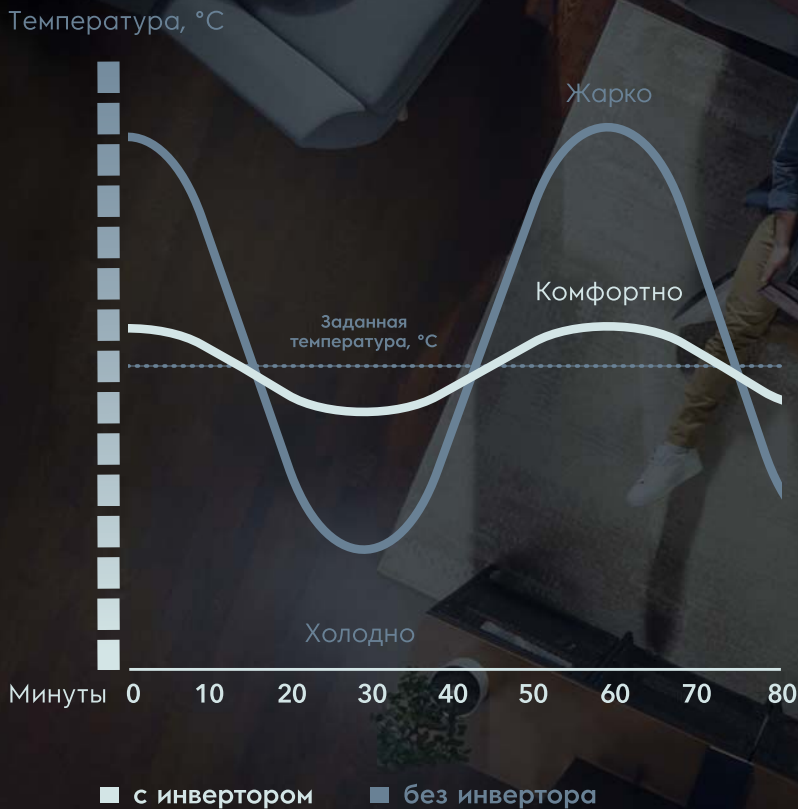 Температура, °C
Жарко
Комфортно
Заданная
температура, °C
Холодно
Минуты 0 10 20 30 40 50 60 70 80
с инвертором без инвертора